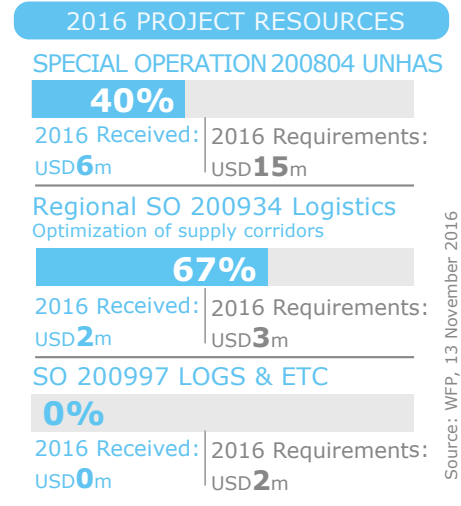 2016 PROJECT RESOURCES
SPECIAL OPERATION 200804 UNHAS
40%
2016 Received: 2016 Requirements:
USD6m USD15m
Regional SO 200934 Logistics
Optimization of supply corridors
67%
2016 Received: 2016 Requirements:
USD2m USD3m
SO 200997 LOGS & ETC
0%
2016 Received: 2016 Requirements:
USD0m USD2m
Source: WFP, 13 November 2016